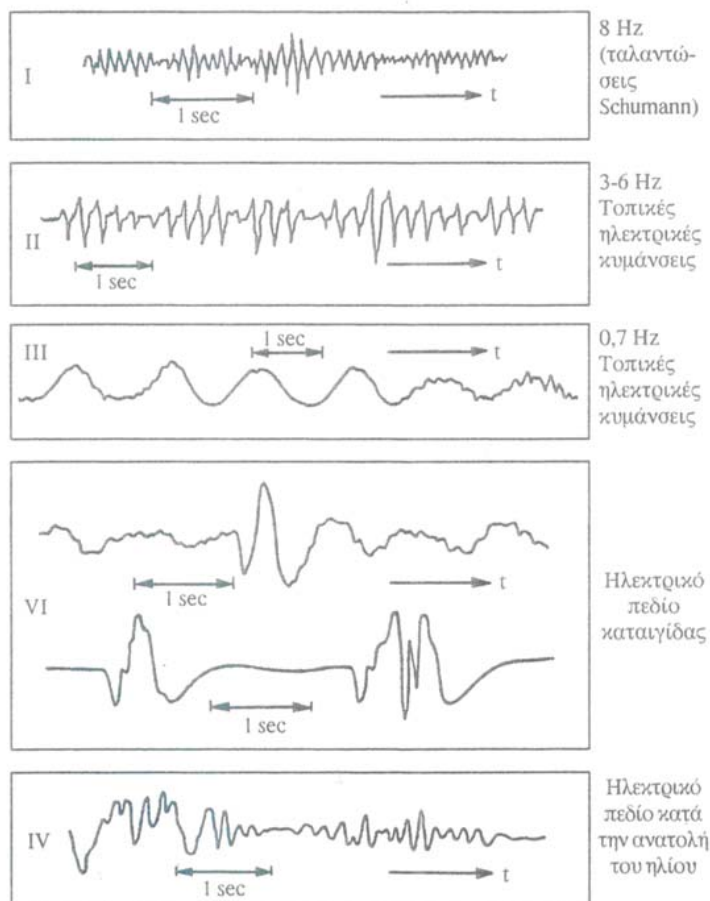 I
1 sec
t
8 Hz
(ταλαντώ-
σεις
Schumann)
II
1 sec
t
3-6 Hz
Τοπικές
ηλεκτρικές
κυμάνσεις
III
1 sec
t
0,7 Hz
Τοπικές
ηλεκτρικές
κυμάνσεις
VI
1 sec
t
1 sec
Ηλεκτρικό
πεδίο
καταιγίδας
IV
1 sec
t
Ηλεκτρικό
πεδίο κατά
την ανατολή
του ηλίου